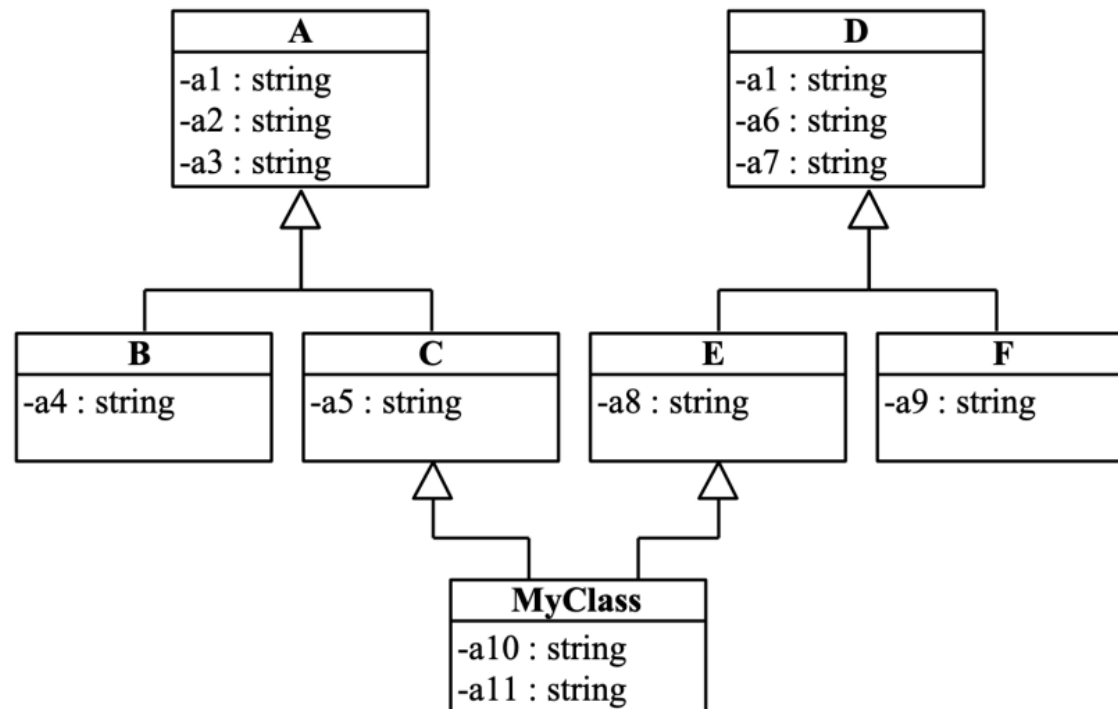 A
-a1 : string
-a2 : string
-a3 : string
D
-a1 : string
-a6 : string
-a7 : string
B
-a4 : string
C
-a5 : string
E
-a8 : string
F
-a9 : string
MyClass
-a10 : string
-a11 : string